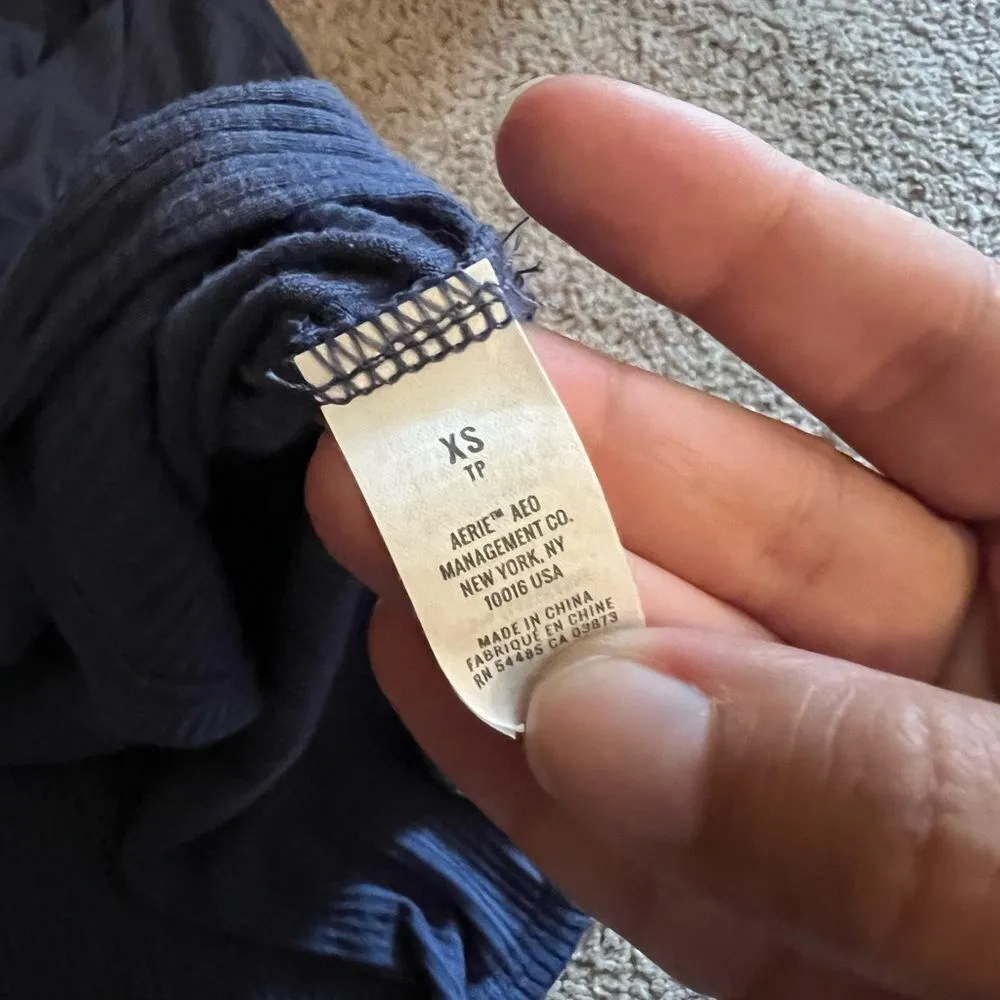 XS
TP
AERIE™ AEO
MANAGEMENT CO.
NEW YORK, NY
10016 USA
MADE IN CHINA
FABRIQUÉ EN CHINE
RN 54485 CA 03873